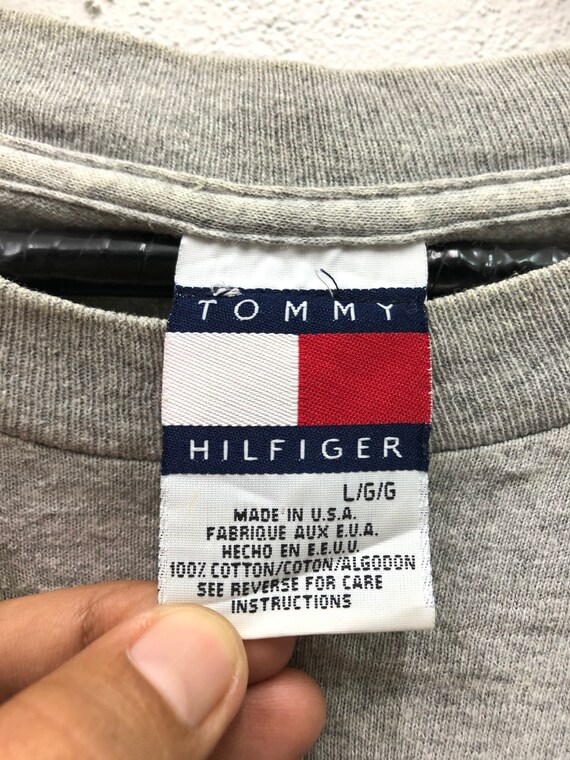 TOMMY
HILFIGER
L/G/G
MADE IN U.S.A.
FABRIQUE AUX E.U.A.
HECHO EN E.E.U.U.
100% COTTON/COTON/ALGODON
SEE REVERSE FOR CARE
INSTRUCTIONS